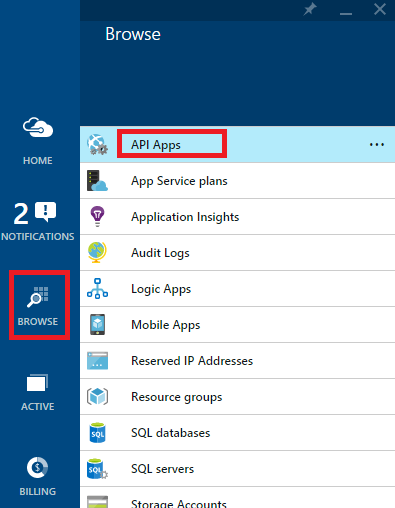 Browse
HOME
2
NOTIFICATIONS
BROWSE
ACTIVE
BILLING
API Apps
App Service plans
Application Insights
Audit Logs
Logic Apps
Mobile Apps
Reserved IP Addresses
Resource groups
SQL
SQL databases
SQL
SQL servers
Storage Accounts